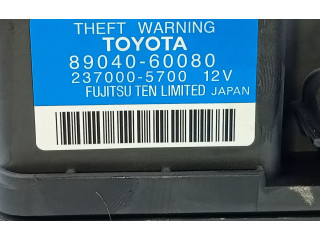 THEFT WARNING
TOYOTA
89040-60080
237000-5700 12V
FUJITSU TEN LIMITED JAPAN